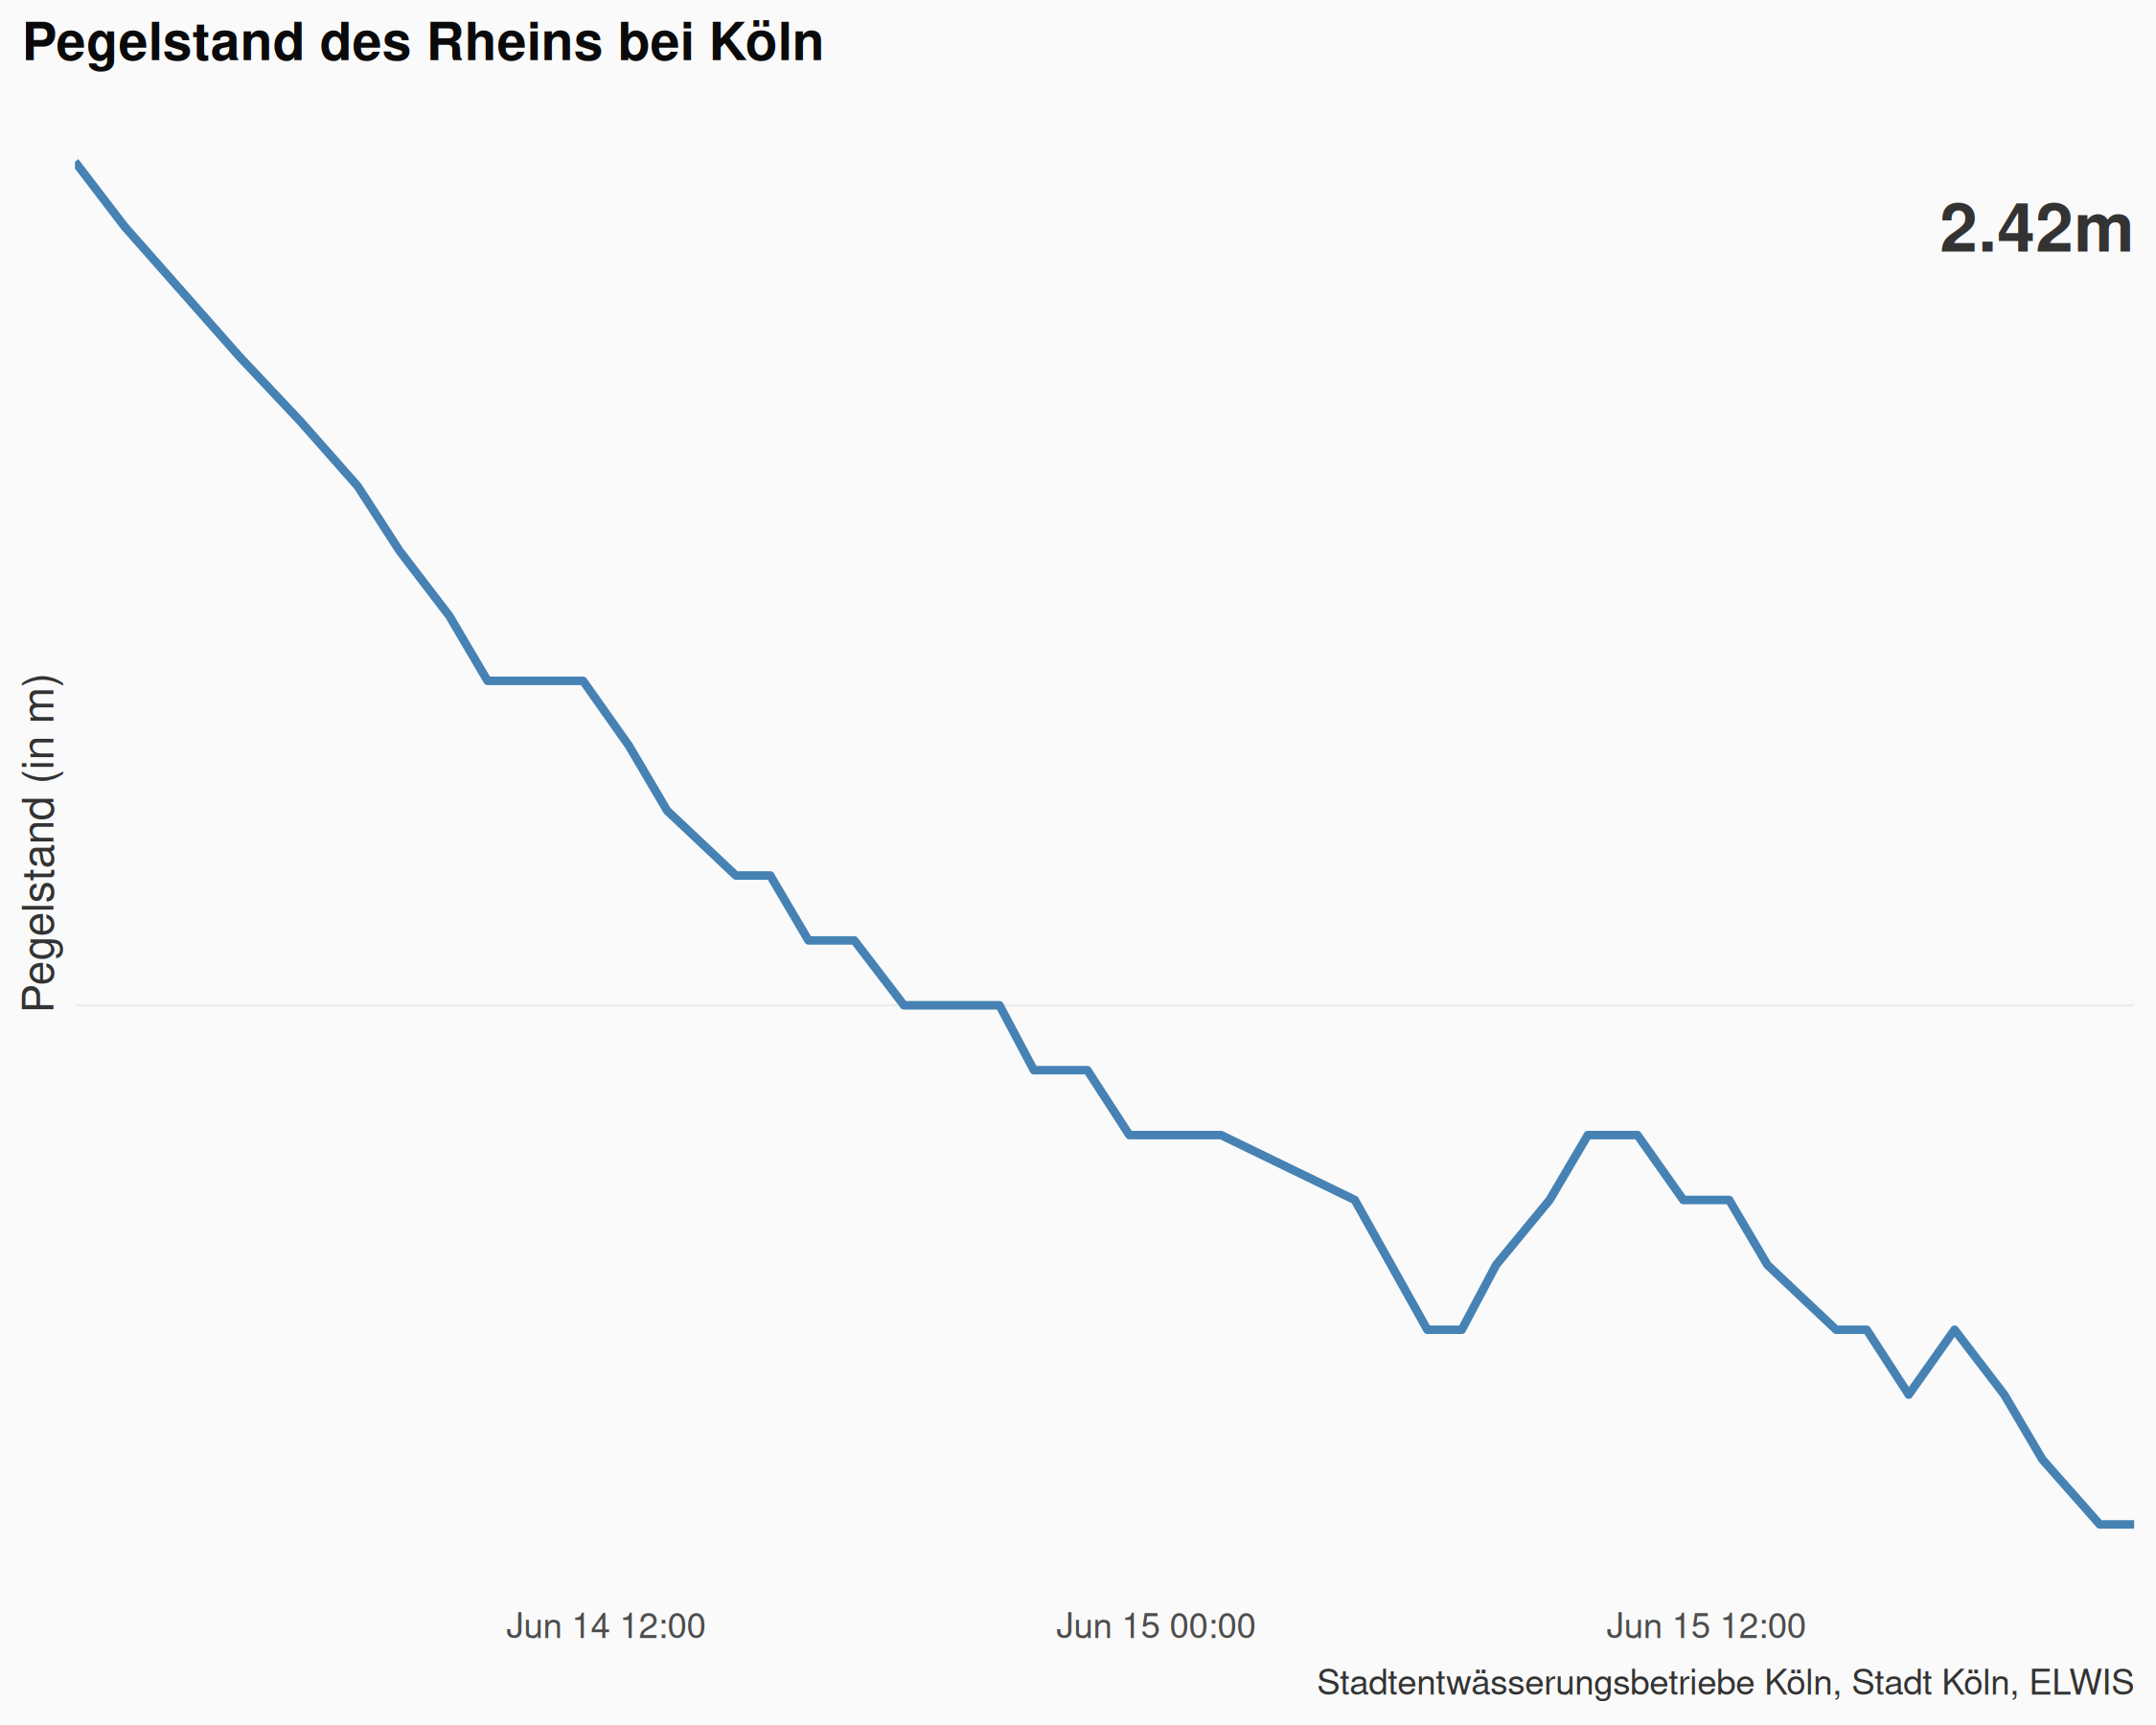 Pegelstand des Rheins bei Köln
2.42m
Pegelstand (in m)
Jun 14 12:00
Jun 15 00:00
Jun 15 12:00
Stadtentwässerungsbetriebe Köln, Stadt Köln, ELWIS